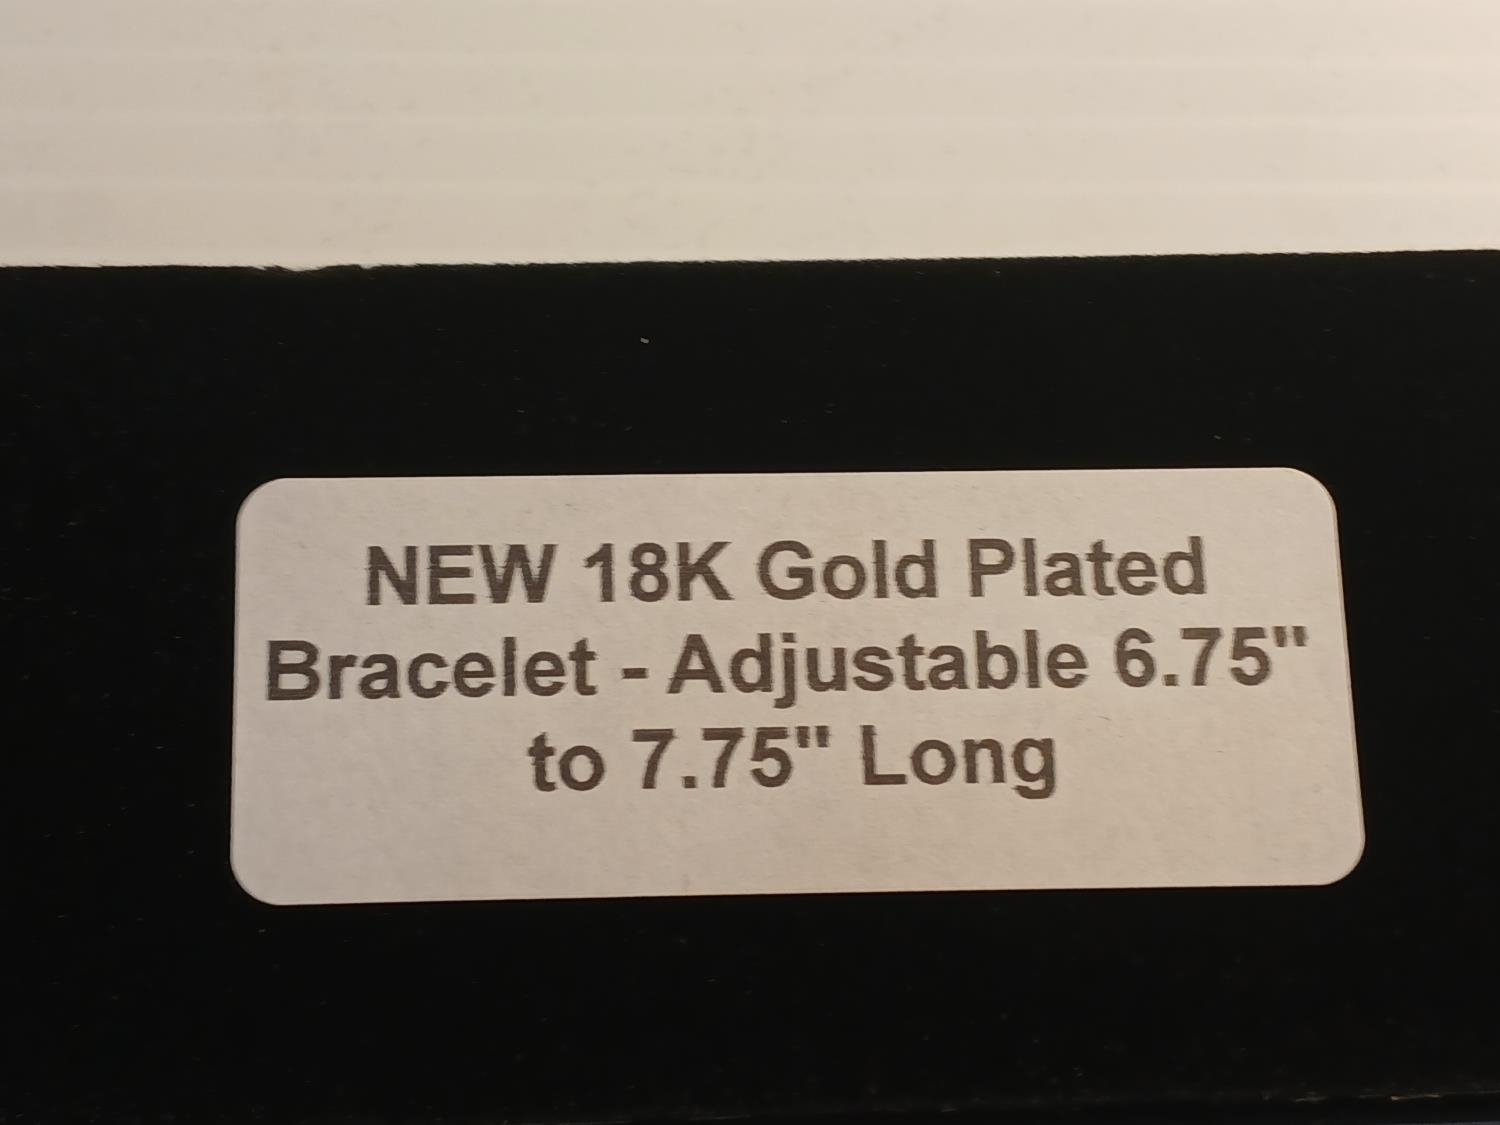 NEW 18K Gold Plated
Bracelet - Adjustable 6.75"
to 7.75" Long